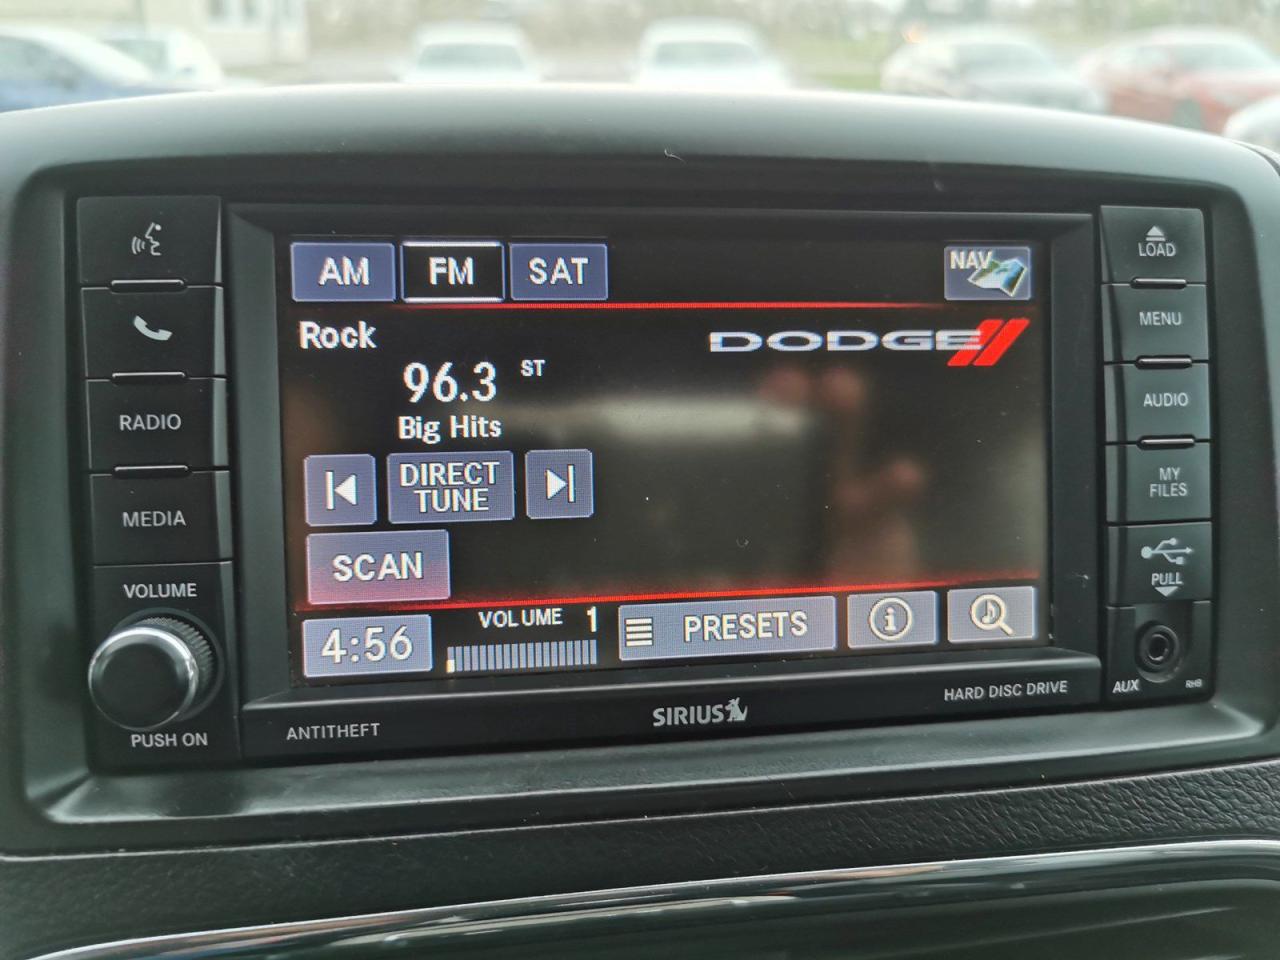 AM FM SAT NAV
Rock
DODGE
96.3 ST
Big Hits
DIRECT
TUNE
SCAN
4:56
VOLUME 1
PRESETS
RADIO
MEDIA
VOLUME
PUSH ON
LOAD
MENU
AUDIO
MY
FILES
PULL
AUX RHB
ANTITHEFT
SIRIUS
HARD DISC DRIVE